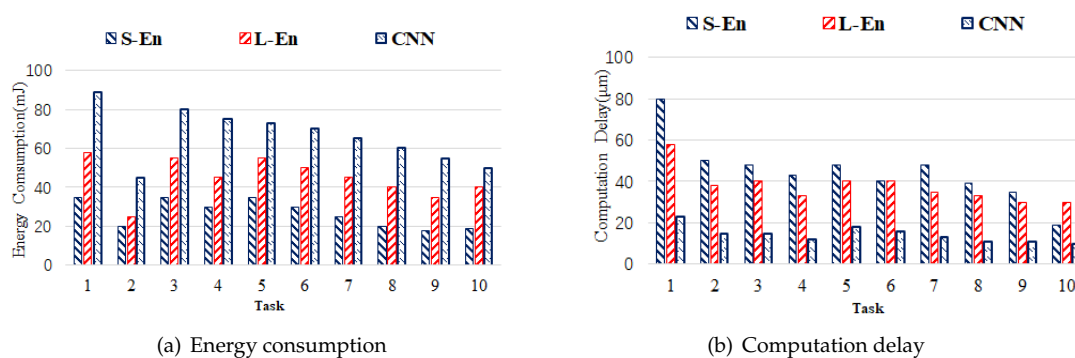 S-En L-En CNN
Energy Consumption(mJ)
100
80
60
40
20
0
1 2 3 4 5 6 7 8 9 10
Task
(a) Energy consumption
S-En L-En CNN
Computation Delay(μm)
100
80
60
40
20
0
1 2 3 4 5 6 7 8 9 10
Task
(b) Computation delay